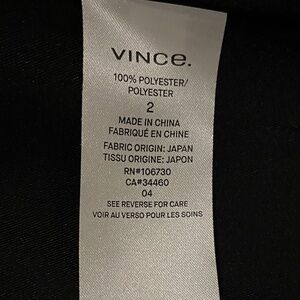 VINCE.
100% POLYESTER/
POLYESTER
2
MADE IN CHINA
FABRIQUÉ EN CHINE
FABRIC ORIGIN: JAPAN
TISSU ORIGINE: JAPON
RN#106730
CA#34460
04
SEE REVERSE FOR CARE
VOIR AU VERSO POUR LES SOINS